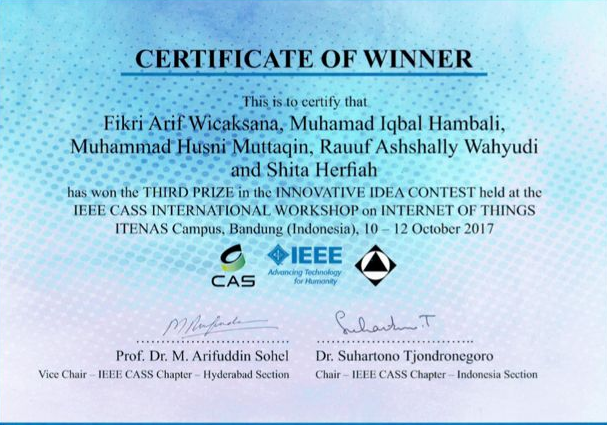 CERTIFICATE OF WINNER
This is to certify that
Fikri Arif Wicaksana, Muhamad Iqbal Hambali,
Muhammad Husni Muttaqin, Rauuf Ashshally Wahyudi
and Shita Herfiah
has won the THIRD PRIZE in the INNOVATIVE IDEA CONTEST held at the
IEEE CASS INTERNATIONAL WORKSHOP on INTERNET OF THINGS
ITENAS Campus, Bandung (Indonesia), 10 – 12 October 2017
CAS
IEEE
Advancing Technology
for Humanity
Suhartono.T
Prof. Dr. M. Arifuddin Sohel
Vice Chair – IEEE CASS Chapter – Hyderabad Section
Dr. Suhartono Tjondronegoro
Chair – IEEE CASS Chapter – Indonesia Section